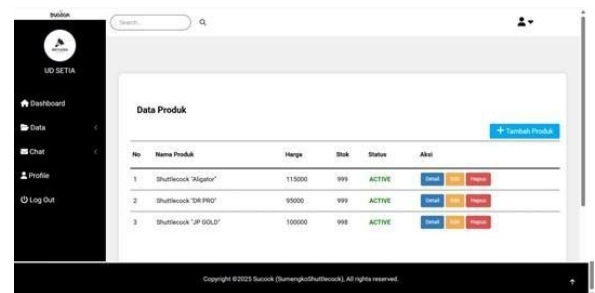 Sucock
Search..
UD SETIA
Dashboard
Data
Chat
Profile
Log Out
Data Produk
+ Tambah Produk
No Nama Produk Harga Stok Status Aksi
1 Shuttlecock "Aligator" 115000 999 ACTIVE Detail Edit Hapus
2 Shuttlecock "DR PRO" 95000 999 ACTIVE Detail Edit Hapus
3 Shuttlecock "JP GOLD" 100000 998 ACTIVE Detail Edit Hapus
Copyright ©2025 Sucock (SumengkoShuttlecock), All rights reserved.